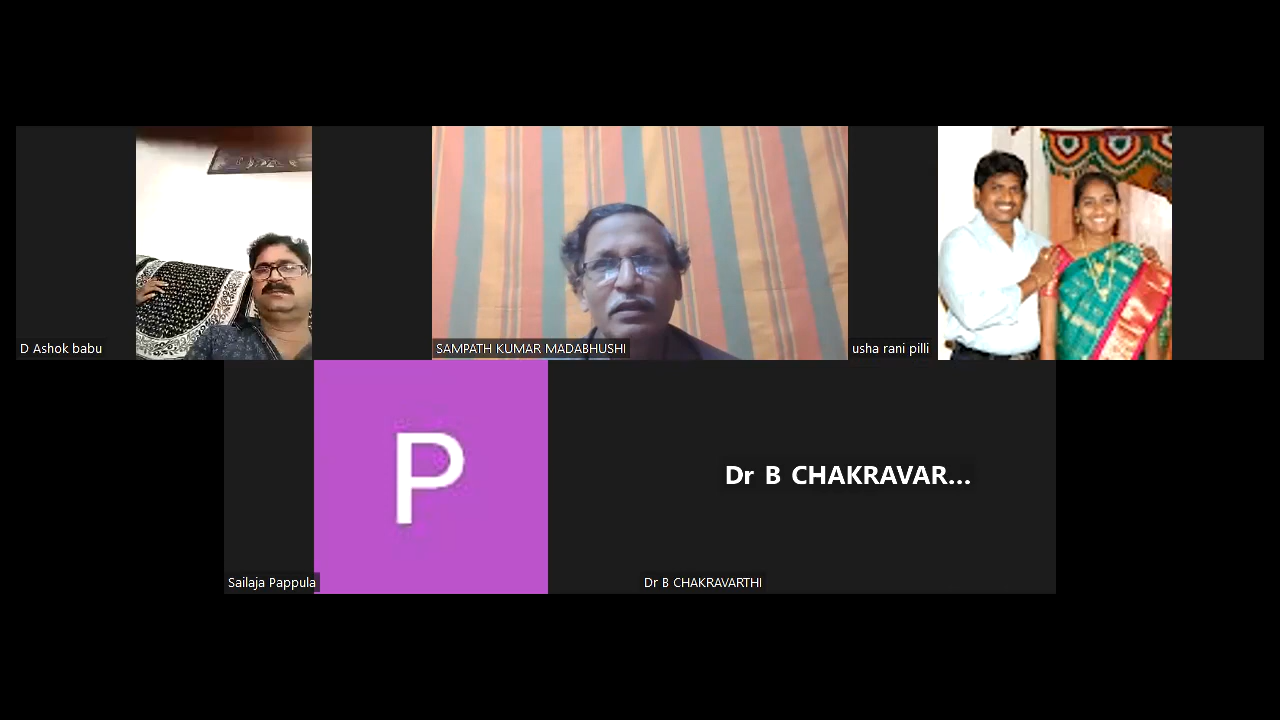 D Ashok babu
SAMPATH KUMAR MADABHUSHI
usha rani pilli
P
Dr B CHAKRAVAR...
Sailaja Pappula
Dr B CHAKRAVARTHI